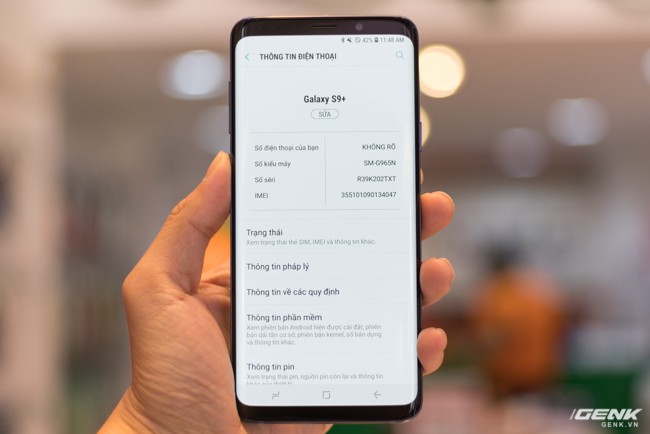 42% 11:48 AM
THÔNG TIN ĐIỆN THOẠI
Galaxy S9+
SỬA
Số điện thoại của bạn KHÔNG RÕ
Số kiểu máy SM-G965N
Số sêri R39K202TXT
IMEI 355101090134047
Trạng thái
Xem trạng thái thẻ SIM, IMEI và thông tin khác.
Thông tin pháp lý
Thông tin về các quy định
Thông tin phần mềm
Xem phiên bản Android hiện được cài đặt, phiên
bản dải tần cơ sở, phiên bản kernel, số bản dựng
và thông tin khác.
Thông tin pin
Xem trạng thái pin, nguồn pin còn lại và thông tin
khác của thiết bị.
GENK
GENK.VN